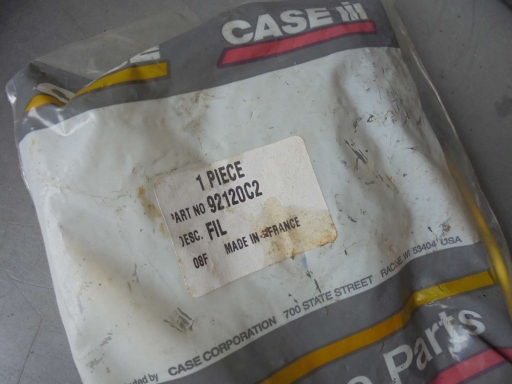 CASE IH
1 PIECE
PART NO 92120C2
DESC. FIL
08F MADE IN FRANCE
CASE CORPORATION 700 STATE STREET RACINE, WI 53404 USA
Parts